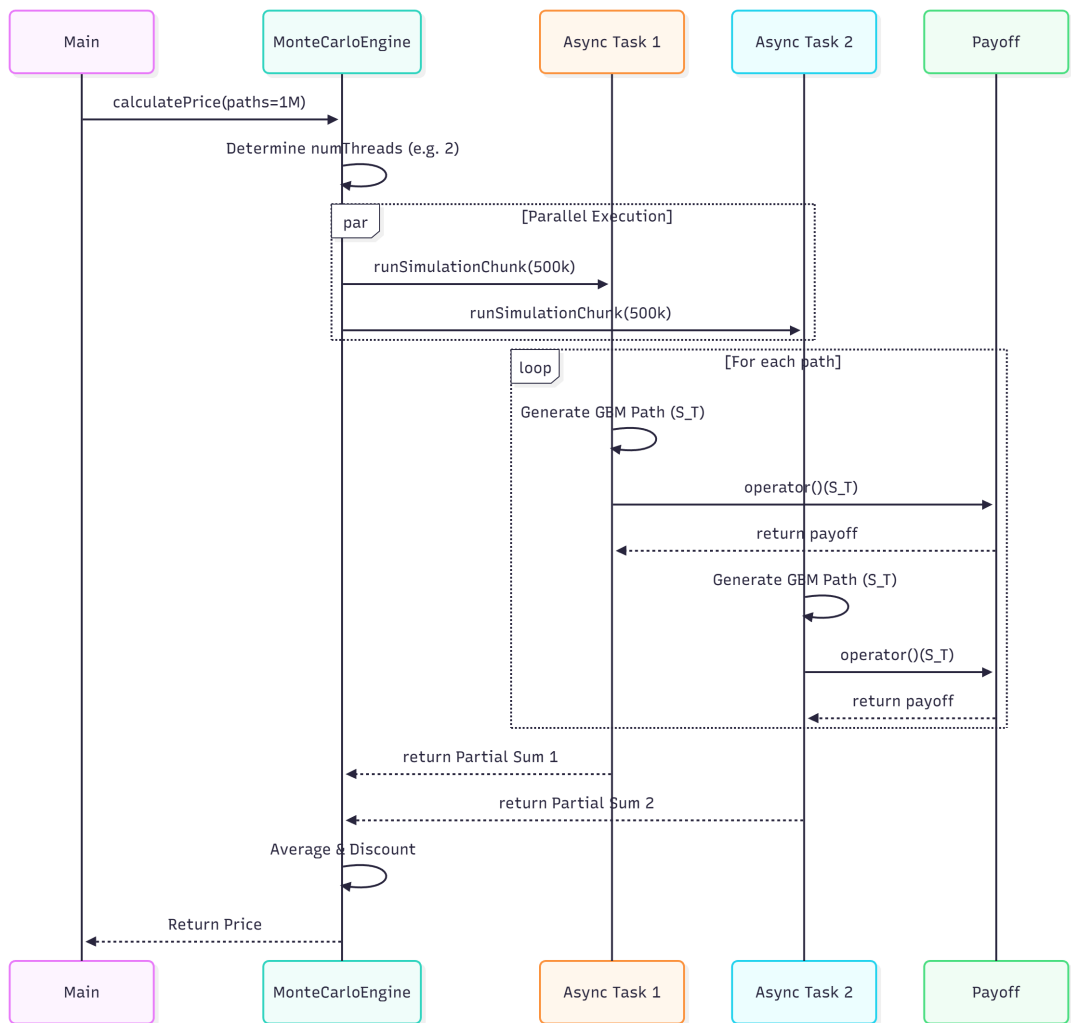 Main
MonteCarloEngine
Async Task 1
Async Task 2
Payoff
calculatePrice(paths=1M)
Determine numThreads (e.g. 2)
par
[Parallel Execution]
runSimulationChunk(500k)
runSimulationChunk(500k)
loop
[For each path]
Generate GBM Path (S_T)
operator()(S_T)
return payoff
Generate GBM Path (S_T)
operator()(S_T)
return payoff
return Partial Sum 1
return Partial Sum 2
Average & Discount
Return Price
Main
MonteCarloEngine
Async Task 1
Async Task 2
Payoff